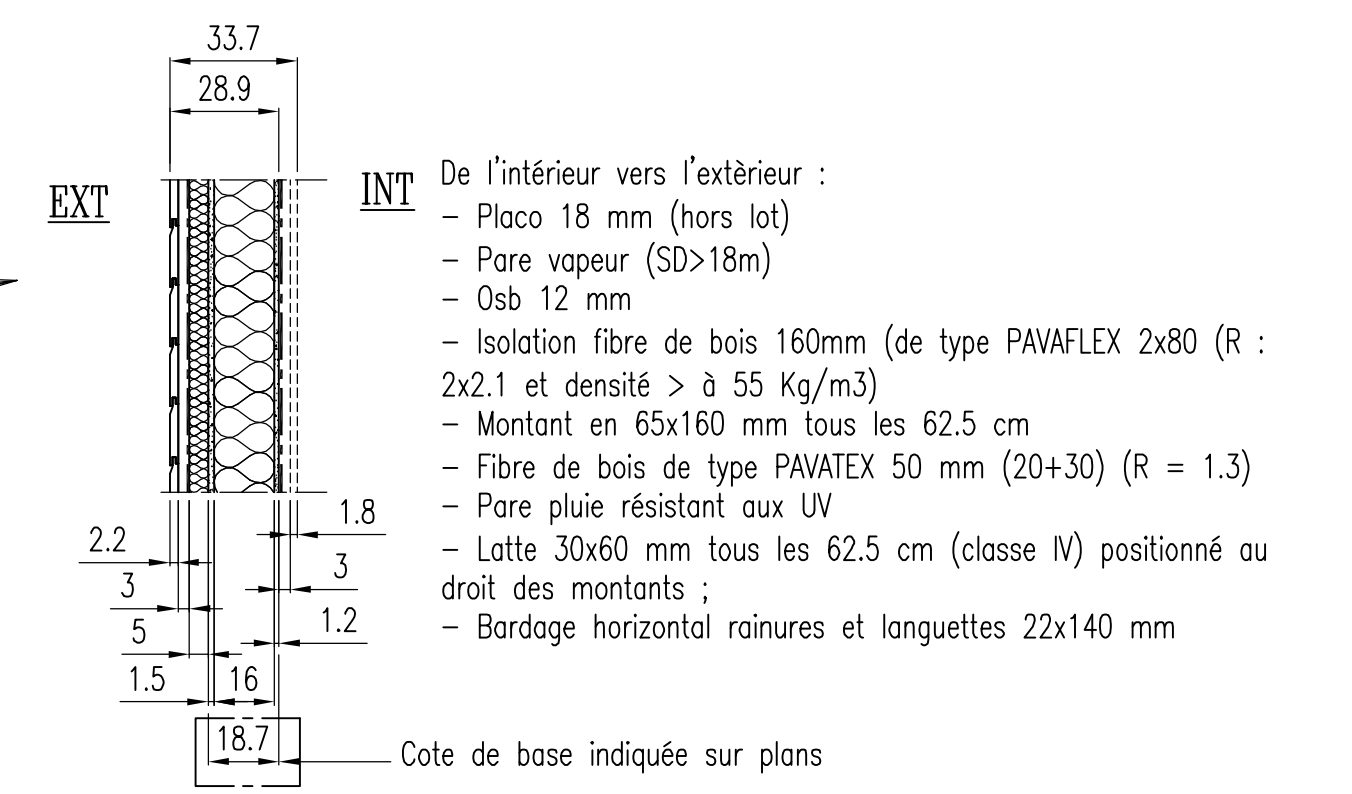 33.7
28.9
EXT
INT
De l'intérieur vers l'extèrieur :
– Placo 18 mm (hors lot)
– Pare vapeur (SD>18m)
– Osb 12 mm
– Isolation fibre de bois 160mm (de type PAVAFLEX 2x80 (R :
2x2.1 et densité > à 55 Kg/m3)
– Montant en 65x160 mm tous les 62.5 cm
– Fibre de bois de type PAVATEX 50 mm (20+30) (R = 1.3)
– Pare pluie résistant aux UV
– Latte 30x60 mm tous les 62.5 cm (classe IV) positionné au
droit des montants ;
– Bardage horizontal rainures et languettes 22x140 mm
1.8
2.2
3
3
1.2
5
1.5
16
18.7
Cote de base indiquée sur plans